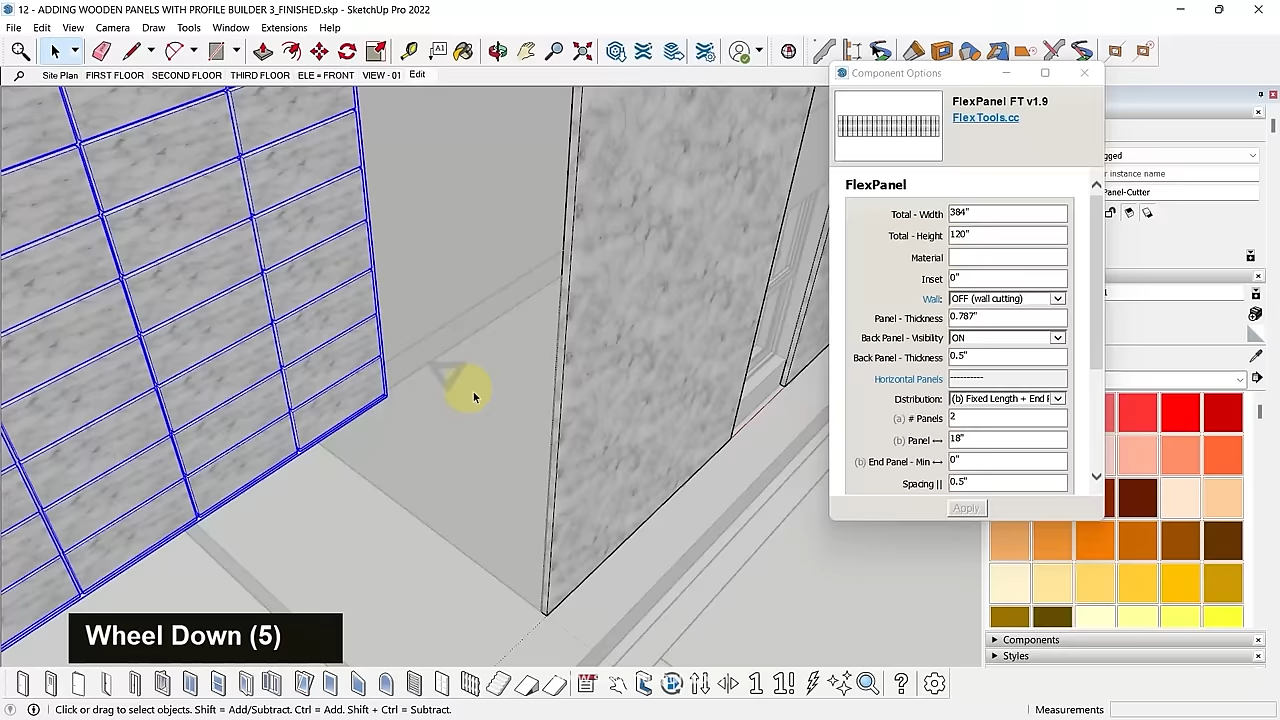 12 - ADDING WOODEN PANELS WITH PROFILE BUILDER 3_FINISHED.skp - SketchUp Pro 2022
File Edit View Camera Draw Tools Window Extensions Help
Site Plan FIRST FLOOR SECOND FLOOR THIRD FLOOR ELE = FRONT VIEW - 01 Edit
Component Options
FlexPanel FT v1.9
FlexTools.cc
FlexPanel
Total - Width 384"
Total - Height 120"
Material
Inset 0"
Wall: OFF (wall cutting)
Panel - Thickness 0.787"
Back Panel - Visibility ON
Back Panel - Thickness 0.5"
Horizontal Panels ----------
Distribution: (b) Fixed Length + End
(a) # Panels 2
(b) Panel ↔ 18"
(b) End Panel - Min ↔ 0"
Spacing || 0.5"
Apply
gged
r instance name
Panel-Cutter
Components
Styles
Wheel Down (5)
Click or drag to select objects. Shift = Add/Subtract. Ctrl = Add. Shift + Ctrl = Subtract.
Measurements